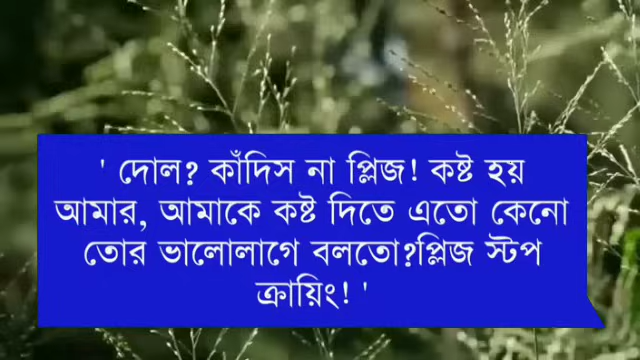 ' দোল? কাঁদিস না প্লিজ! কষ্ট হয়
আমার, আমাকে কষ্ট দিতে এতো কেনো
তোর ভালোলাগে বলতো?প্লিজ স্টপ
ক্রায়িং! '